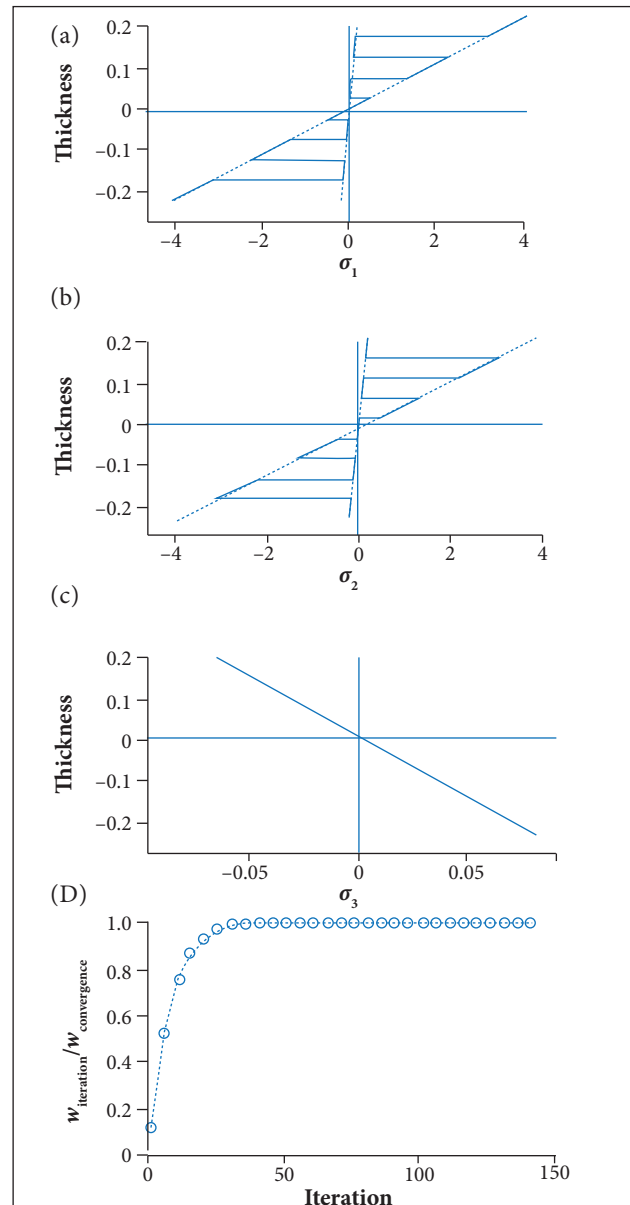 (a)
0.2
0.1
0
−0.1
−0.2
Thickness
−4 −2 0 2 4
σ1
(b)
0.2
0.1
0
−0.1
−0.2
Thickness
−4 −2 0 2 4
σ2
(c)
0.2
0.1
0
−0.1
−0.2
Thickness
−0.05 0 0.05
σ3
(D)
1.0
0.8
0.6
0.4
0.2
0
w iteration/w convergence
0 50 100 150
Iteration